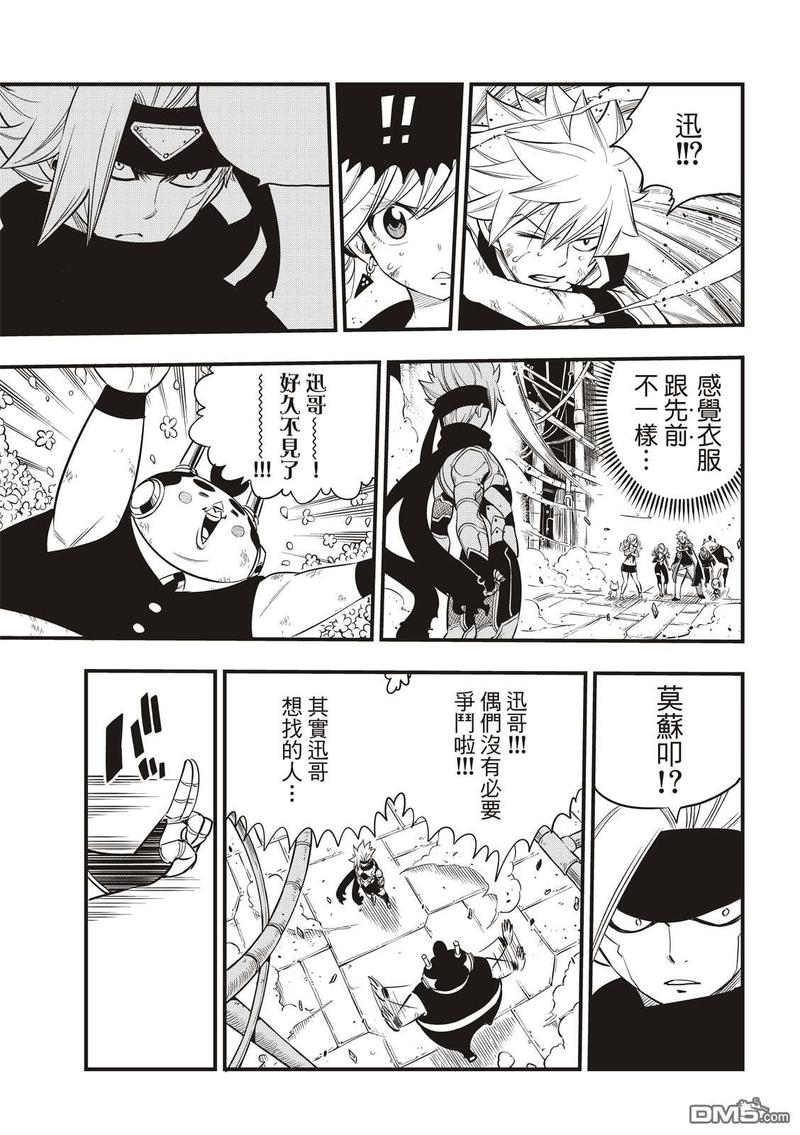 迅
!!?
!!
感覺衣服
跟先前
不一樣…
迅哥~~!
好久不見了
~~~~!!!
莫蘇叩
!?
迅哥!!!
偶們沒有必要
爭鬥啦!!!
其實迅哥
想找的人…
6
DM5.com